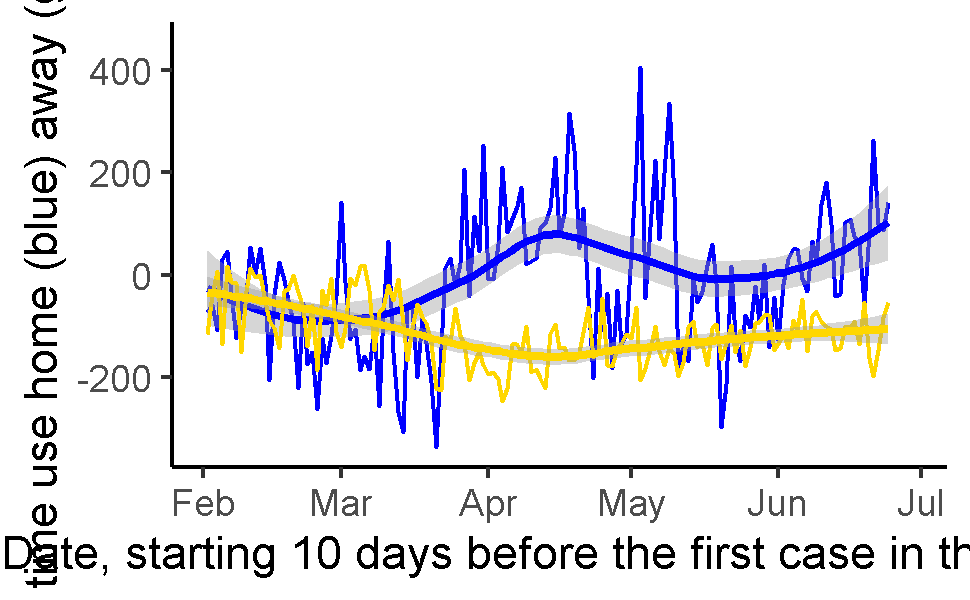 time use home (blue) away (
400
200
0
-200
Feb Mar Apr May Jun Jul
Date, starting 10 days before the first case in th